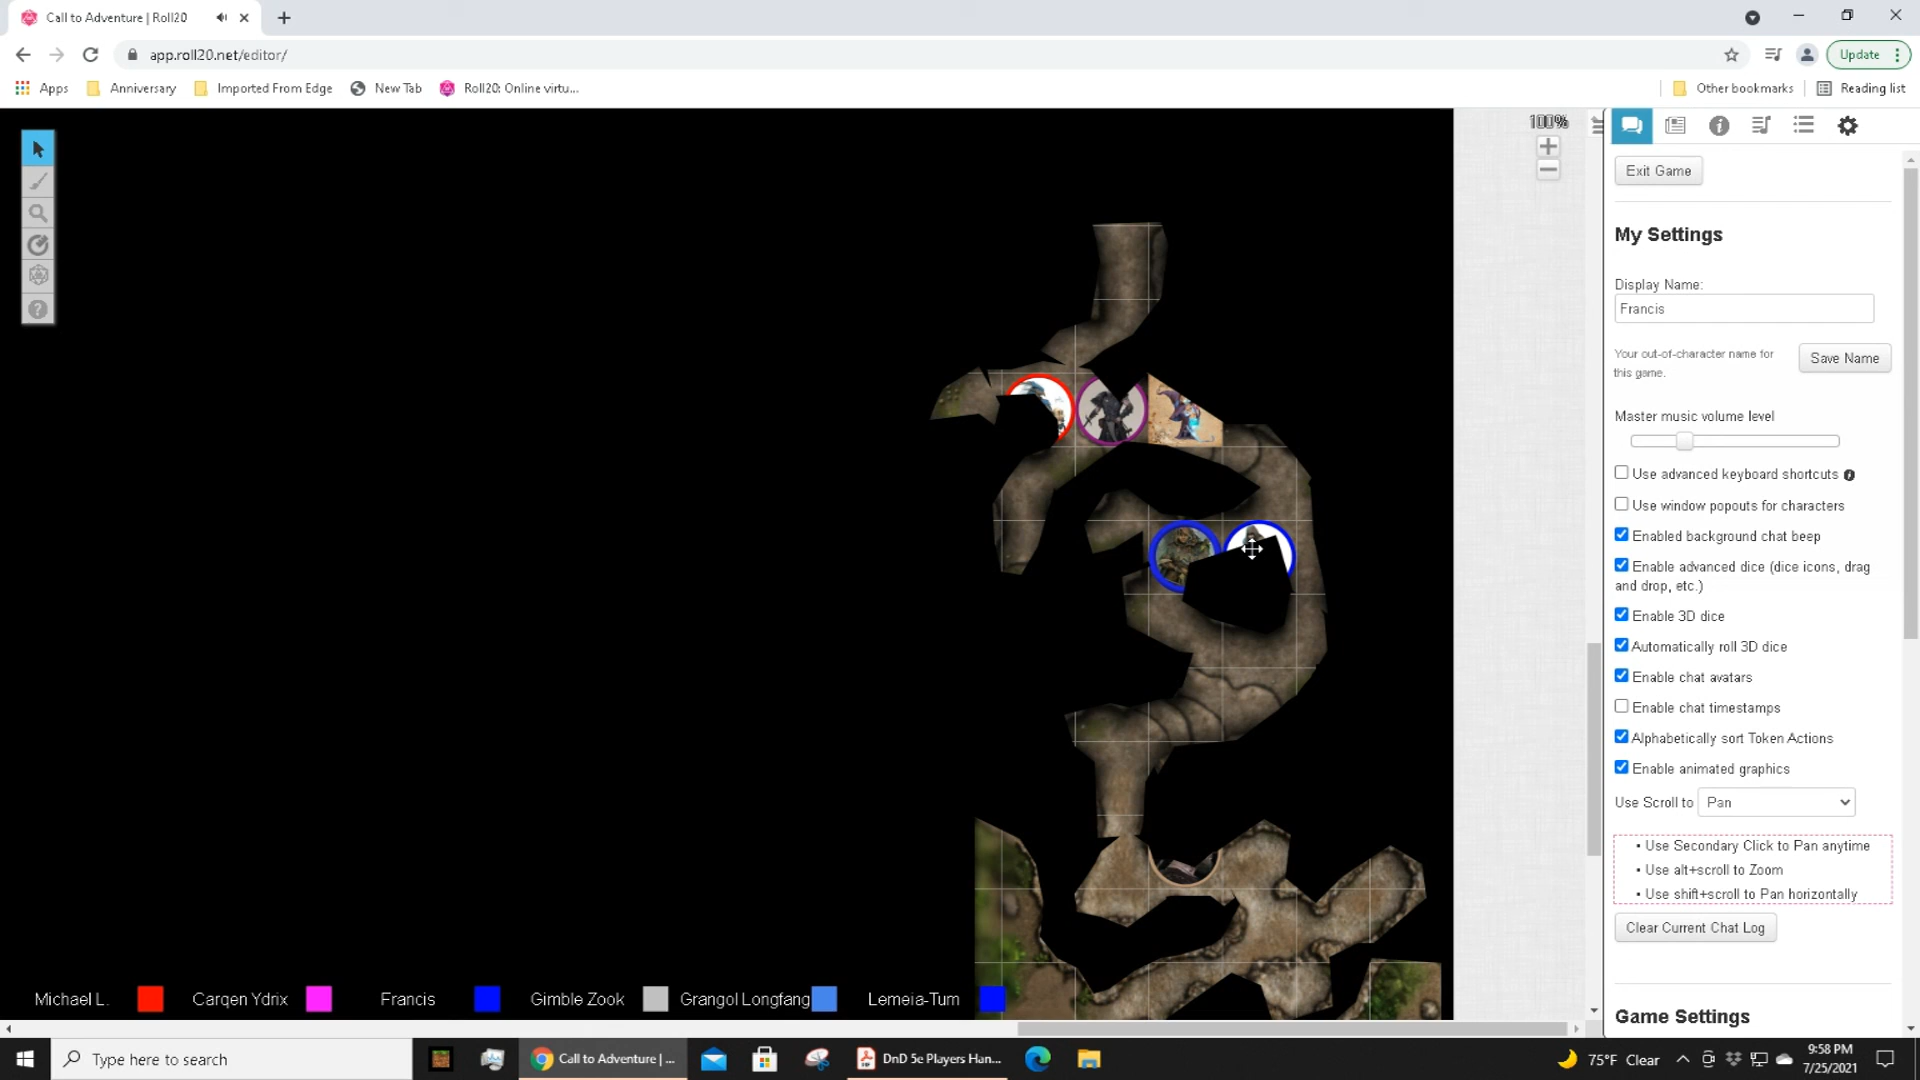 Call to Adventure | Roll20
app.roll20.net/editor/
Update
Apps
Anniversary
Imported From Edge
New Tab
Roll20: Online virtu...
Other bookmarks
Reading list
100%
Exit Game
My Settings
Display Name:
Francis
Your out-of-character name for
this game.
Save Name
Master music volume level
Use advanced keyboard shortcuts
Use window popouts for characters
Enabled background chat beep
Enable advanced dice (dice icons, drag
and drop, etc.)
Enable 3D dice
Automatically roll 3D dice
Enable chat avatars
Enable chat timestamps
Alphabetically sort Token Actions
Enable animated graphics
Use Scroll to Pan
• Use Secondary Click to Pan anytime
• Use alt+scroll to Zoom
• Use shift+scroll to Pan horizontally
Clear Current Chat Log
Game Settings
Michael L.
Carqen Ydrix
Francis
Gimble Zook
Grangol Longfang
Lemeia-Tum
Type here to search
Call to Adventure | ...
DnD 5e Players Han...
75°F Clear
9:58 PM
7/25/2021